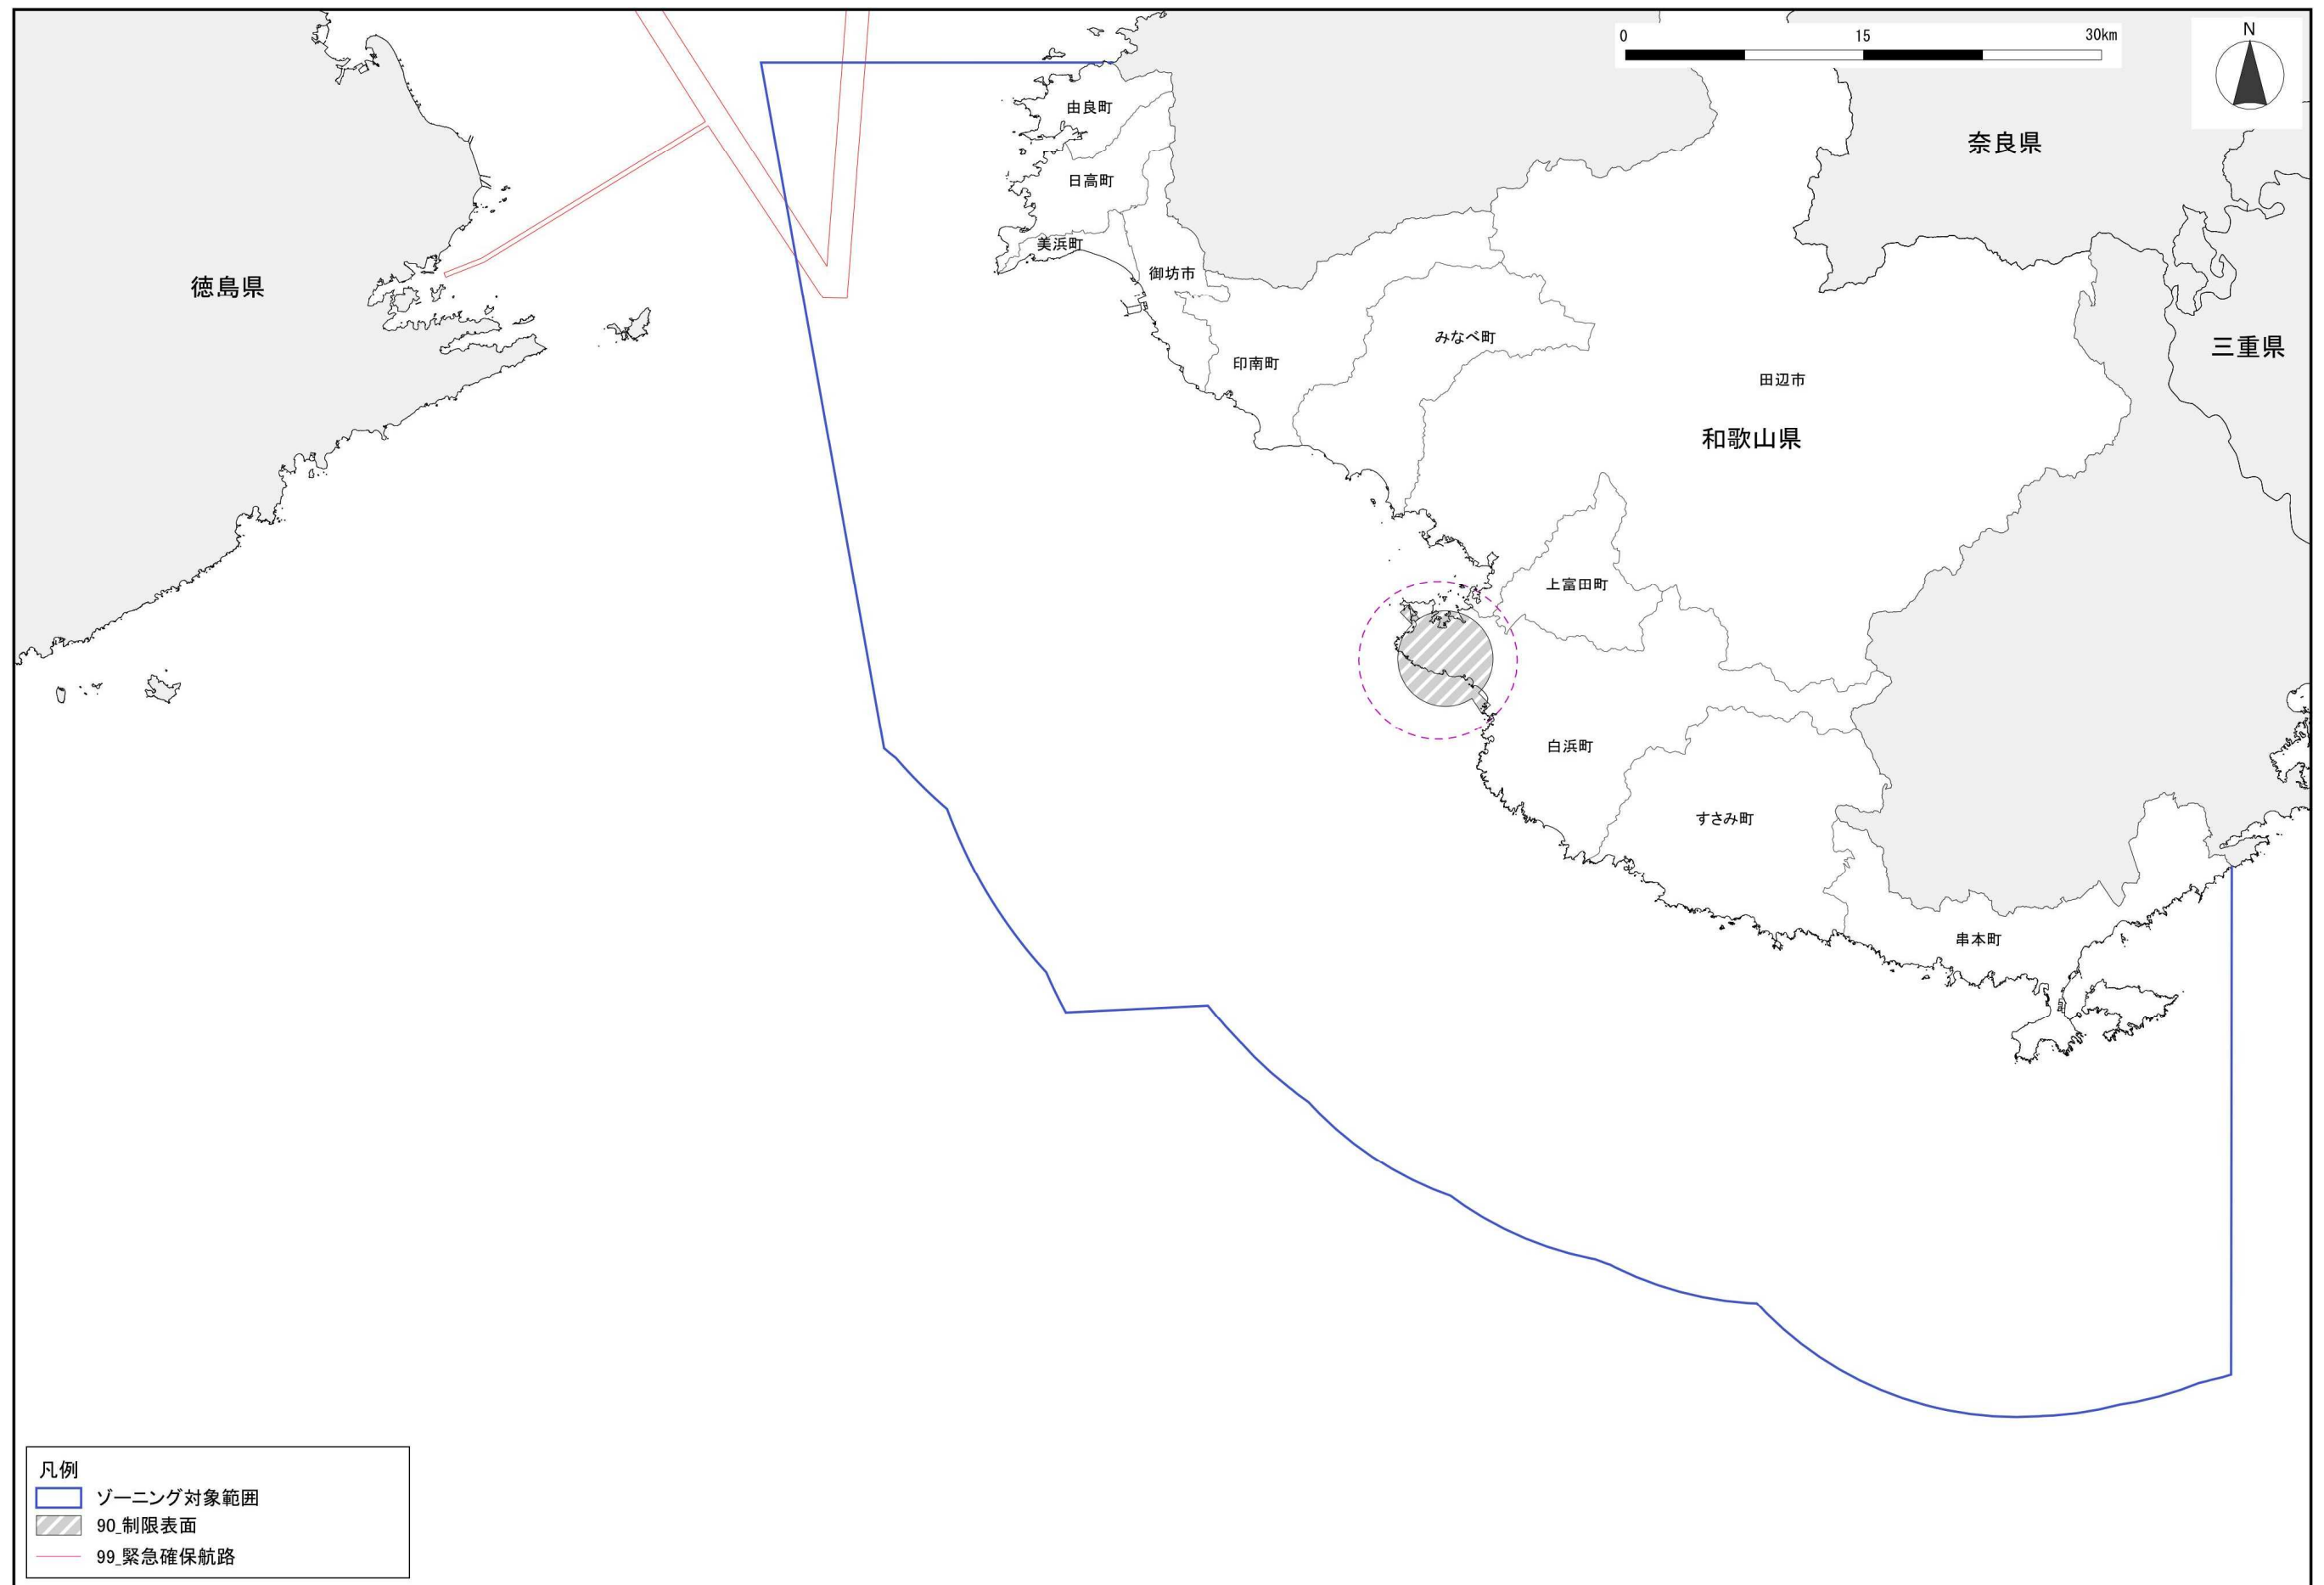 0 15 30km
N
由良町
奈良県
日高町
美浜町
御坊市
徳島県
みなべ町
三重県
印南町
田辺市
和歌山県
上富田町
白浜町
すさみ町
串本町
凡例
ゾーニング対象範囲
90_制限表面
99_緊急確保航路